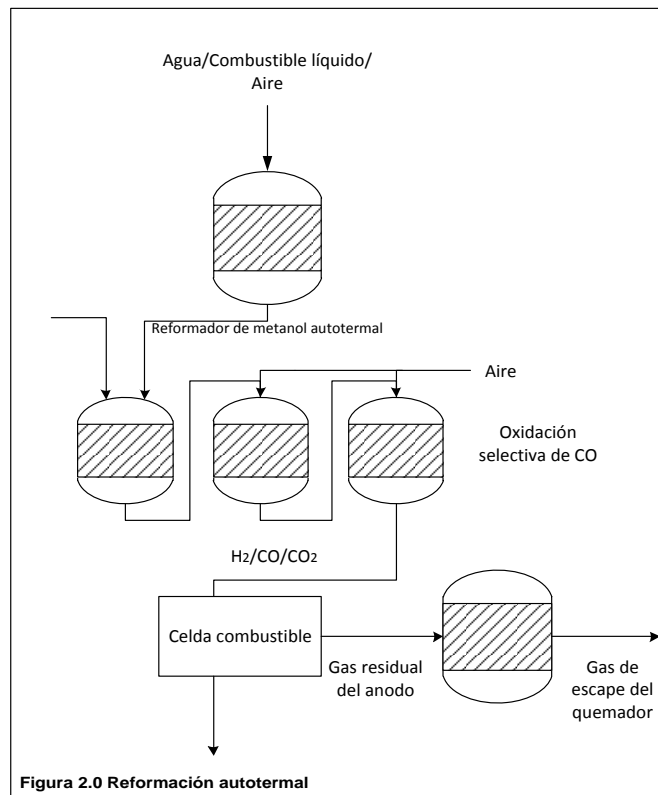 Agua/Combustible líquido/
Aire
Reformador de metanol autotermal
Aire
Oxidación
selectiva de CO
H2/CO/CO2
Celda combustible
Gas residual
del anodo
Gas de
escape del
quemador
Figura 2.0 Reformación autotermal